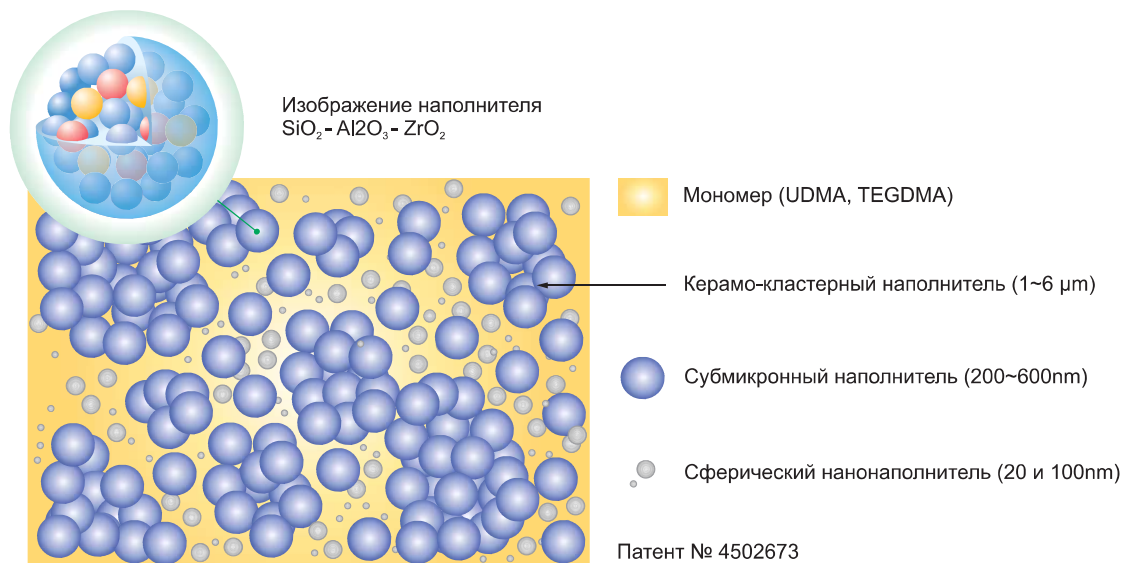 Изображение наполнителя
SiO₂ - Al2O₃ - ZrO₂
Мономер (UDMA, TEGDMA)
Керамо-кластерный наполнитель (1~6 µm)
Субмикронный наполнитель (200~600nm)
Сферический нанонаполнитель (20 и 100nm)
Патент № 4502673